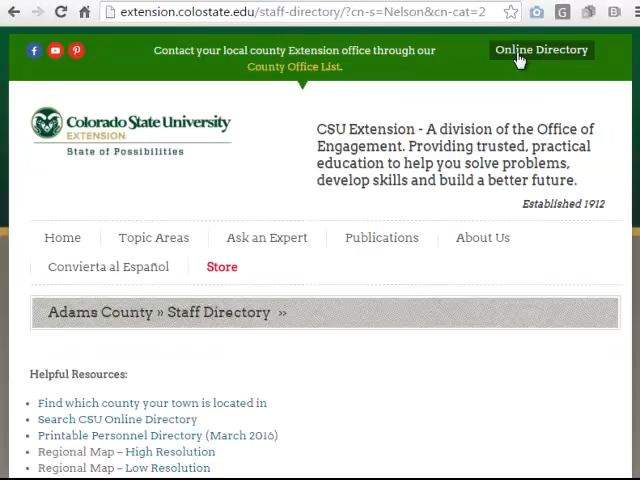 extension.colostate.edu/staff-directory/?cn-s=Nelson&cn-cat=2
Contact your local county Extension office through our
County Office List.
Online Directory
Colorado State University
EXTENSION
State of Possibilities
CSU Extension - A division of the Office of
Engagement. Providing trusted, practical
education to help you solve problems,
develop skills and build a better future.
Established 1912
Home
Topic Areas
Ask an Expert
Publications
About Us
Convierta al Español
Store
Adams County » Staff Directory »
Helpful Resources:
• Find which county your town is located in
• Search CSU Online Directory
• Printable Personnel Directory (March 2016)
• Regional Map – High Resolution
• Regional Map – Low Resolution